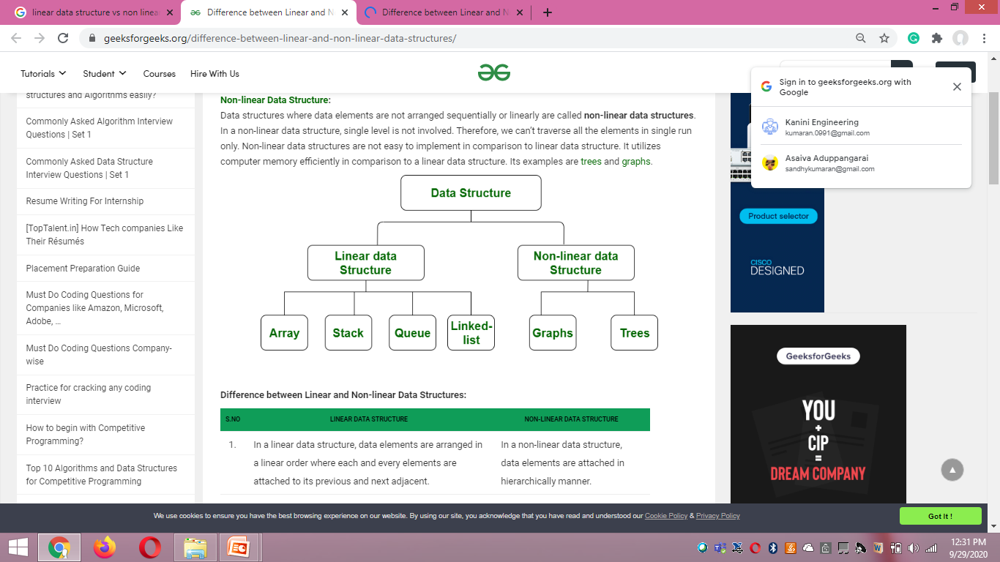 linear data structure vs non linea
Difference between Linear and N
Difference between Linear and N
geeksforgeeks.org/difference-between-linear-and-non-linear-data-structures/
Tutorials Student Courses Hire With Us
Sign in to geeksforgeeks.org with
Google
Kanini Engineering
kumaran.0991@gmail.com
Asaiva Aduppangarai
sandhykumaran@gmail.com
structures and Algorithms easily?
Commonly Asked Algorithm Interview
Questions | Set 1
Commonly Asked Data Structure
Interview Questions | Set 1
Resume Writing For Internship
[TopTalent.in] How Tech companies Like
Their Résumés
Placement Preparation Guide
Must Do Coding Questions for
Companies like Amazon, Microsoft,
Adobe, ...
Must Do Coding Questions Company-
wise
Practice for cracking any coding
interview
How to begin with Competitive
Programming?
Top 10 Algorithms and Data Structures
for Competitive Programming
Non-linear Data Structure:
Data structures where data elements are not arranged sequentially or linearly are called non-linear data structures.
In a non-linear data structure, single level is not involved. Therefore, we can't traverse all the elements in single run
only. Non-linear data structures are not easy to implement in comparison to linear data structure. It utilizes
computer memory efficiently in comparison to a linear data structure. Its examples are trees and graphs.
Data Structure
Linear data
Structure
Non-linear data
Structure
Array
Stack
Queue
Linked-
list
Graphs
Trees
Difference between Linear and Non-linear Data Structures:
S.NO LINEAR DATA STRUCTURE NON-LINEAR DATA STRUCTURE
1. In a linear data structure, data elements are arranged in
a linear order where each and every elements are
attached to its previous and next adjacent.
In a non-linear data structure,
data elements are attached in
hierarchically manner.
Product selector
CISCO
DESIGNED
GeeksforGeeks
YOU
+
CIP
=
DREAM COMPANY
We use cookies to ensure you have the best browsing experience on our website. By using our site, you acknowledge that you have read and understood our Cookie Policy & Privacy Policy
Got It !
12:31 PM
9/29/2020